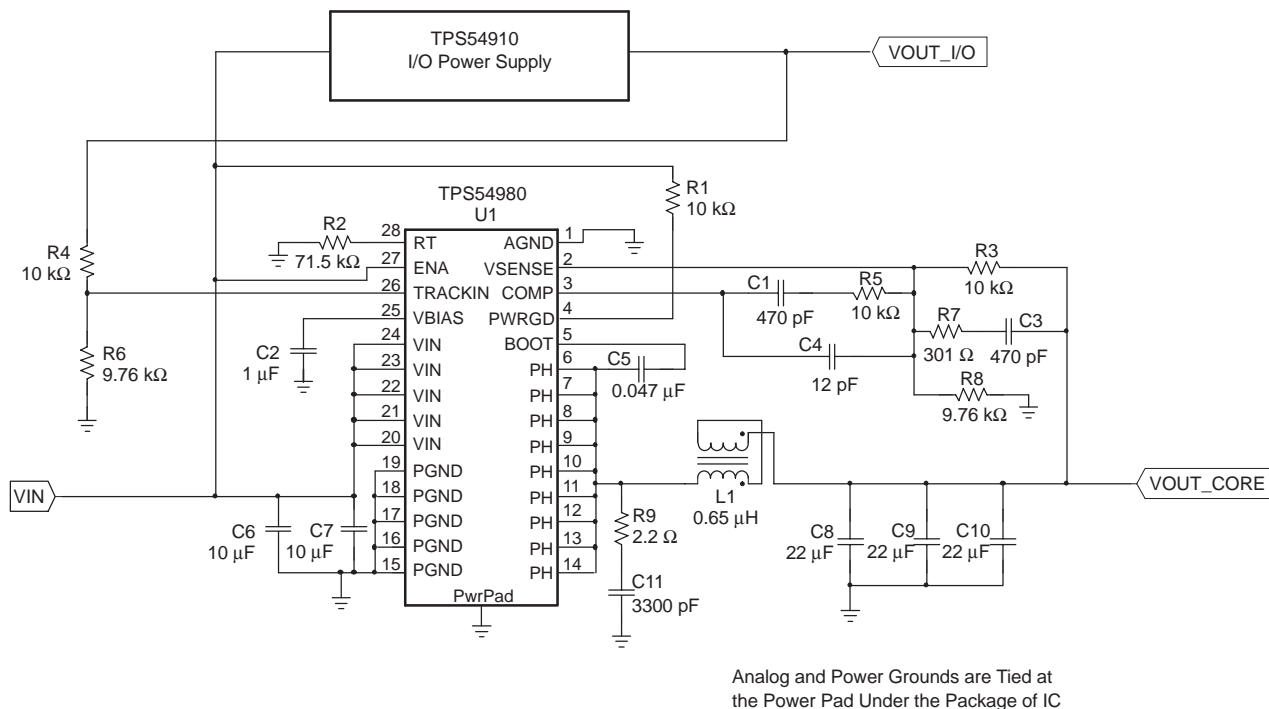 TPS54910
I/O Power Supply
VOUT_I/O
TPS54980
U1
R1
10 kΩ
R2
71.5 kΩ
R4
10 kΩ
R6
9.76 kΩ
C2
1 μF
28 RT
27 ENA
26 TRACKIN
25 VBIAS
24 VIN
23 VIN
22 VIN
21 VIN
20 VIN
19 PGND
18 PGND
17 PGND
16 PGND
15 PGND
AGND 1
VSENSE 2
COMP 3
PWRGD 4
BOOT 5
PH 6
PH 7
PH 8
PH 9
PH 10
PH 11
PH 12
PH 13
PH 14
PwrPad
C1
470 pF
R5
10 kΩ
R3
10 kΩ
R7
301 Ω
C3
470 pF
C4
12 pF
R8
9.76 kΩ
C5
0.047 μF
L1
0.65 μH
VIN
VOUT_CORE
C6
10 μF
C7
10 μF
R9
2.2 Ω
C11
3300 pF
C8
22 μF
C9
22 μF
C10
22 μF
Analog and Power Grounds are Tied at
the Power Pad Under the Package of IC